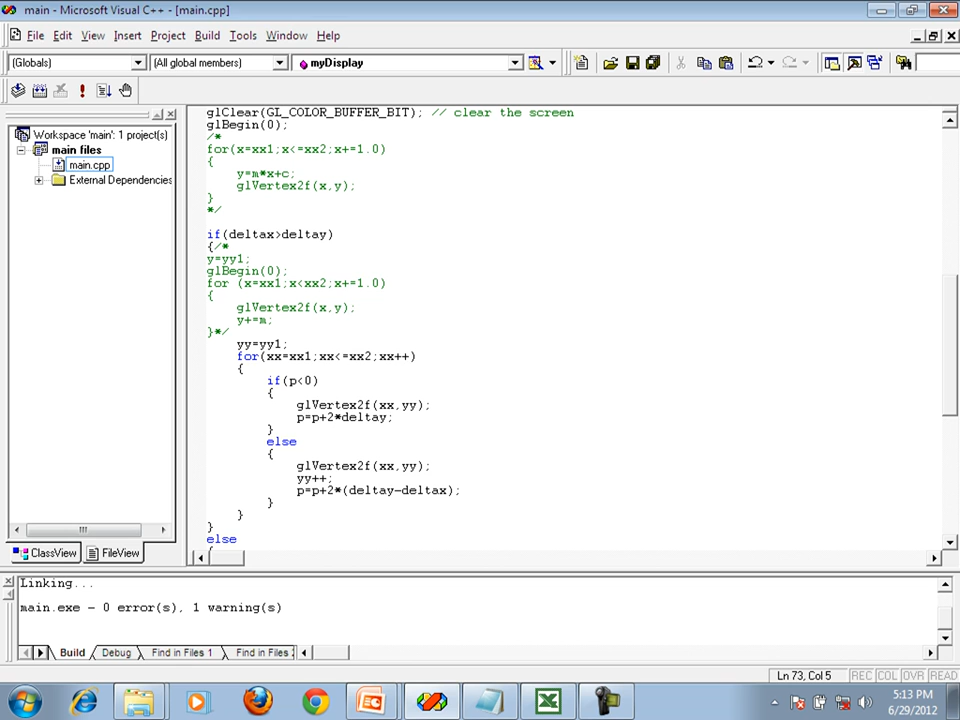 main - Microsoft Visual C++ - [main.cpp]
File Edit View Insert Project Build Tools Window Help
(Globals) (All global members) myDisplay
Workspace 'main': 1 project(s)
main files
main.cpp
External Dependencies
glClear(GL_COLOR_BUFFER_BIT); // clear the screen
glBegin(0);
/*
for(x=xx1;x<=xx2;x+=1.0)
{
y=m*x+c;
glVertex2f(x,y);
}
*/
if(deltax>deltay)
{/*
y=yy1;
glBegin(0);
for (x=xx1;x<xx2;x+=1.0)
{
glVertex2f(x,y);
y+=m;
}*/
yy=yy1;
for(xx=xx1;xx<=xx2;xx++)
{
if(p<0)
{
glVertex2f(xx,yy);
p=p+2*deltay;
}
else
{
glVertex2f(xx,yy);
yy++;
p=p+2*(deltay-deltax);
}
}
}
else
{
ClassView FileView
Linking...
main.exe - 0 error(s), 1 warning(s)
Build Debug Find in Files 1 Find in Files 2
Ln 73, Col 5 REC COL OVR READ
5:13 PM
6/29/2012